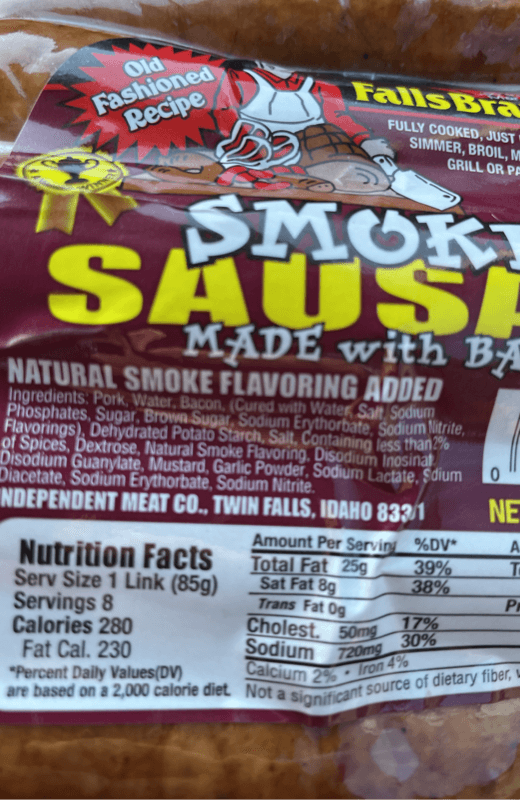 Old
Fashioned
Recipe
Falls Bra
FULLY COOKED, JUST
SIMMER, BROIL, M
GRILL OR PA
SMOK
SAUSA
MADE with BA
NATURAL SMOKE FLAVORING ADDED
Ingredients: Pork, Water, Bacon, (Cured with Water, Salt, Sodium
Phosphates, Sugar, Brown Sugar, Sodium Erythorbate, Sodium Nitrite,
Flavorings), Dehydrated Potato Starch, Salt, Containing less than 2%
of Spices, Dextrose, Natural Smoke Flavoring, Disodium Inosinat
Disodium Guanylate, Mustard, Garlic Powder, Sodium Lactate, Sdium
Diacetate, Sodium Erythorbate, Sodium Nitrite.
NDEPENDENT MEAT CO., TWIN FALLS, IDAHO 8331
0
NE
Nutrition Facts
Serv Size 1 Link (85g)
Servings 8
Calories 280
Fat Cal. 230
*Percent Daily Values(DV)
are based on a 2,000 calorie diet.
Amount Per Serving %DV*
Total Fat 25g 39%
Sat Fat 8g 38%
Trans Fat 0g
Cholest. 50mg 17%
Sodium 720mg 30%
Calcium 2% • Iron 4%
Not a significant source of dietary fiber,
A
T
Pr